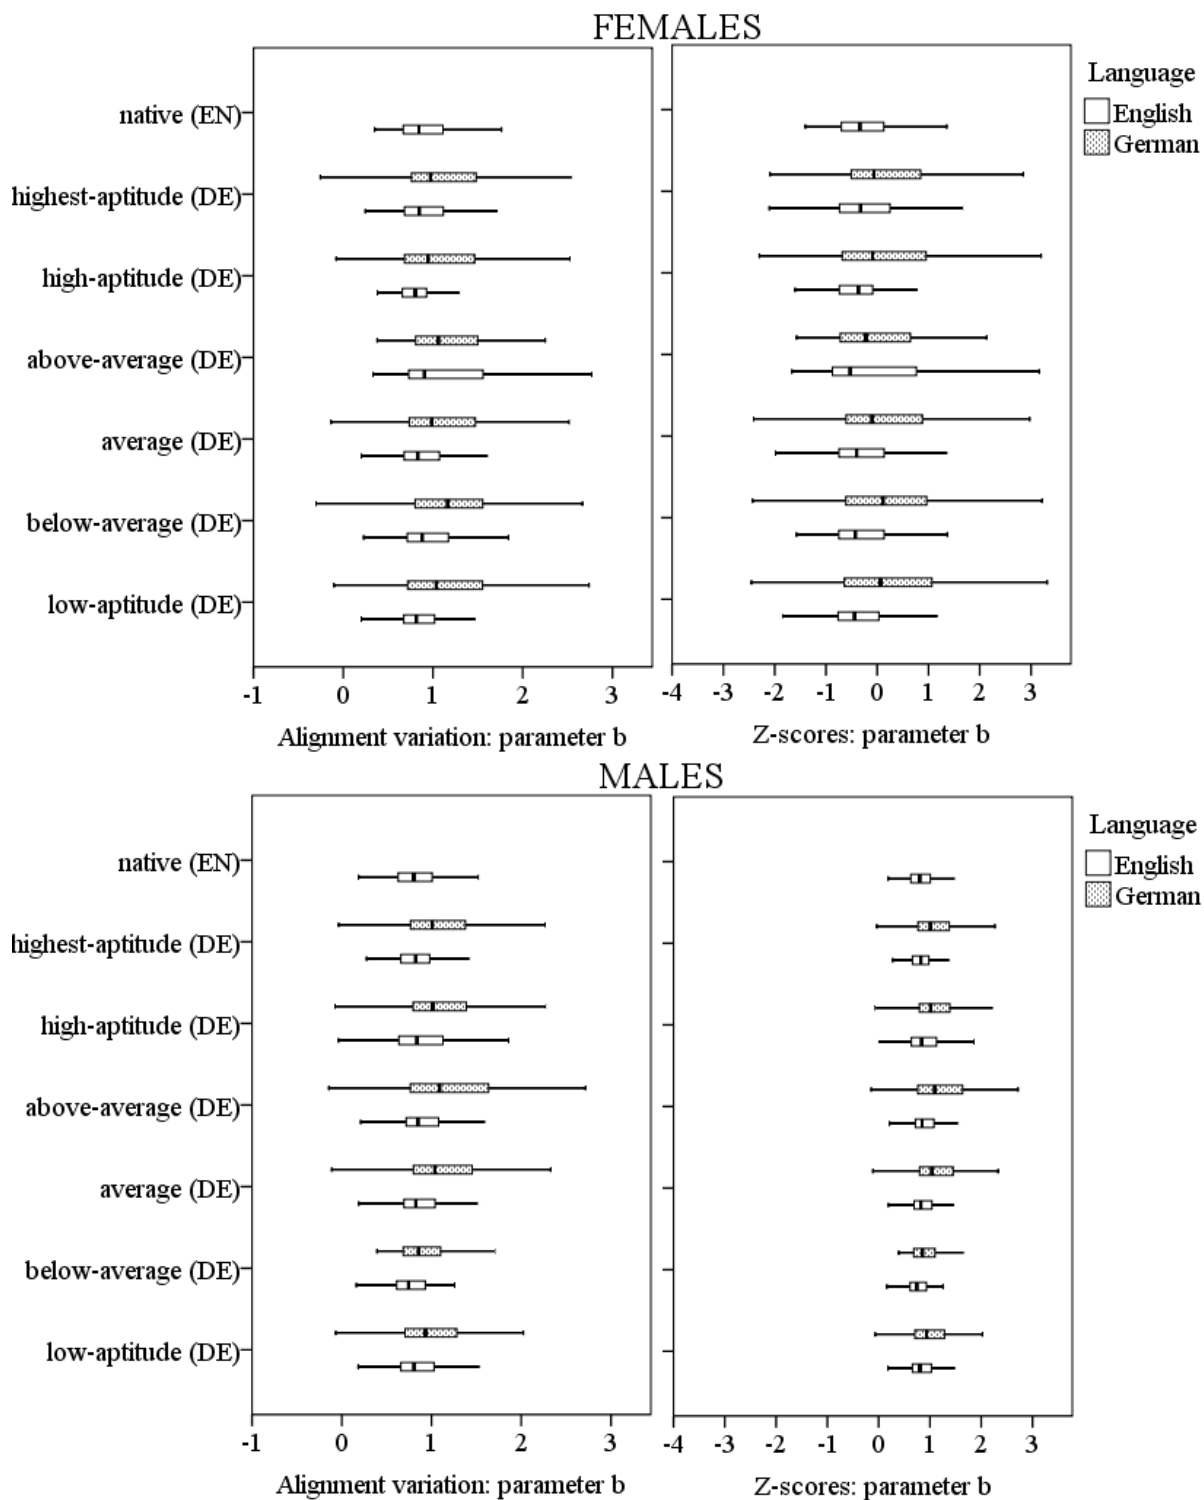 FEMALES
Language
English
German
native (EN)
highest-aptitude (DE)
high-aptitude (DE)
above-average (DE)
average (DE)
below-average (DE)
low-aptitude (DE)
-1 0 1 2 3
-4 -3 -2 -1 0 1 2 3
Alignment variation: parameter b
Z-scores: parameter b
MALES
Language
English
German
native (EN)
highest-aptitude (DE)
high-aptitude (DE)
above-average (DE)
average (DE)
below-average (DE)
low-aptitude (DE)
-1 0 1 2 3
-4 -3 -2 -1 0 1 2 3
Alignment variation: parameter b
Z-scores: parameter b